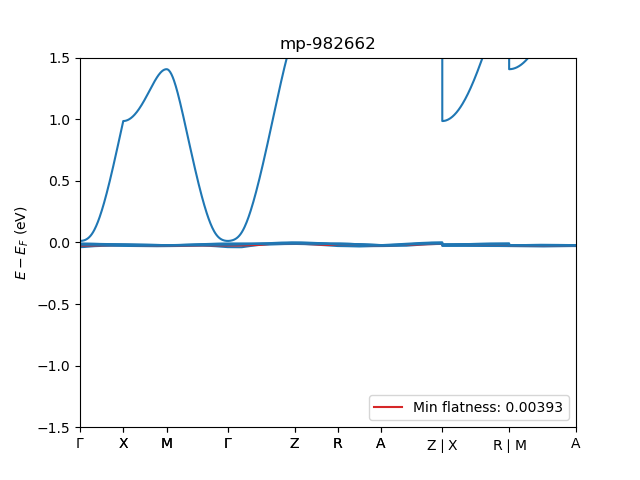 mp-982662
1.5
1.0
0.5
0.0
−0.5
−1.0
−1.5
E − E_F (eV)
Min flatness: 0.00393
Γ X M Γ Z R A Z | X R | M A